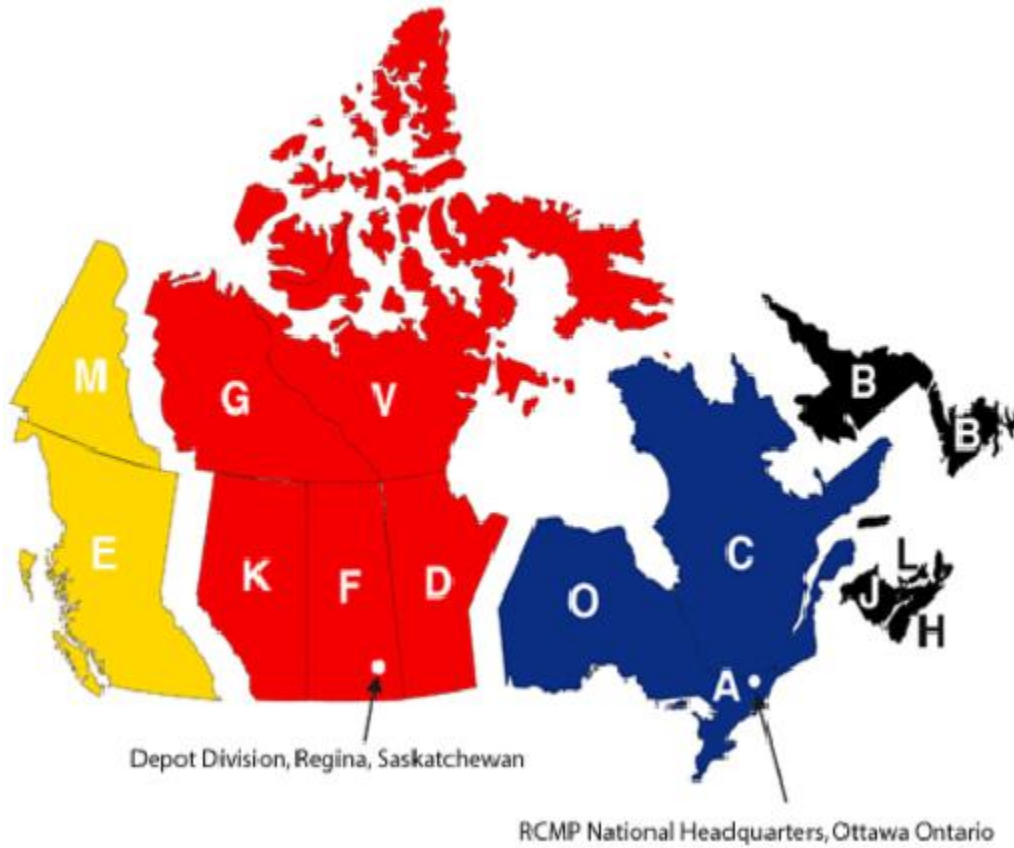 M
G
V
B
B
E
K
F
D
O
C
L
J
H
A
Depot Division, Regina, Saskatchewan
RCMP National Headquarters, Ottawa Ontario